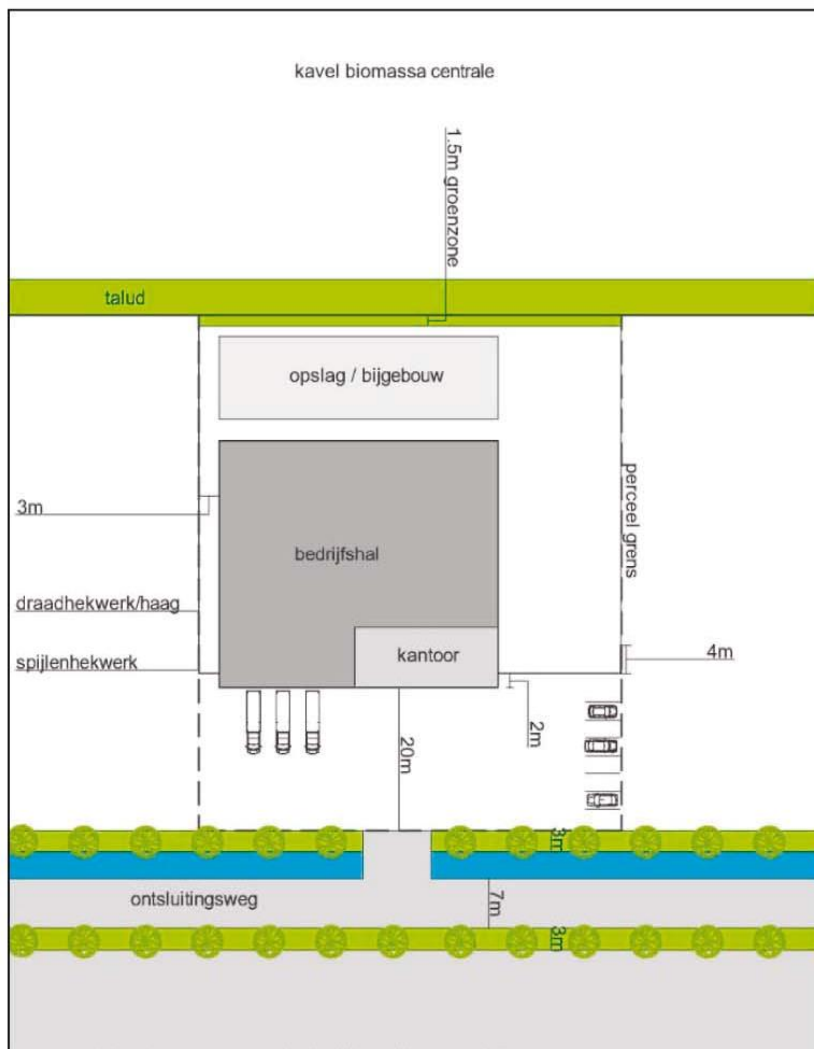 kavel biomassa centrale
1.5m groenzone
talud
opslag / bijgebouw
3m
bedrijfshal
perceel grens
draadhekwerk/haag
spijlenhekwerk
kantoor
4m
2m
20m
3m
ontsluitingsweg
7m
3m